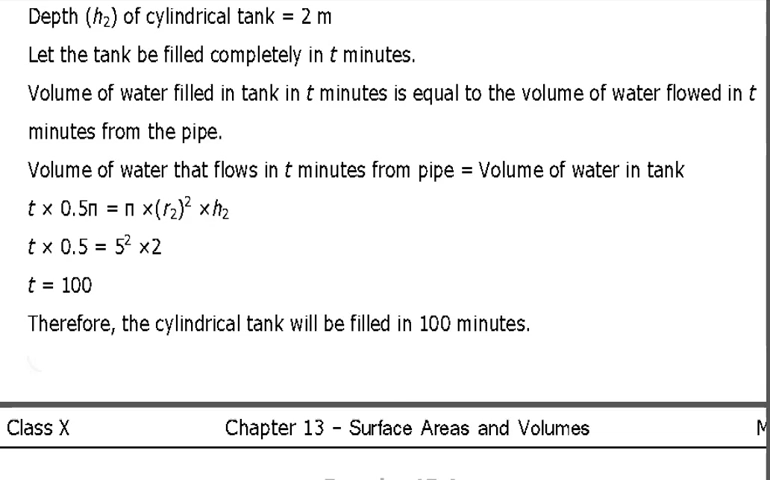 Depth (h₂) of cylindrical tank = 2 m
Let the tank be filled completely in t minutes.
Volume of water filled in tank in t minutes is equal to the volume of water flowed in t
minutes from the pipe.
Volume of water that flows in t minutes from pipe = Volume of water in tank
t × 0.5π = π ×(r₂)² ×h₂
t × 0.5 = 5² ×2
t = 100
Therefore, the cylindrical tank will be filled in 100 minutes.
Class X Chapter 13 – Surface Areas and Volumes